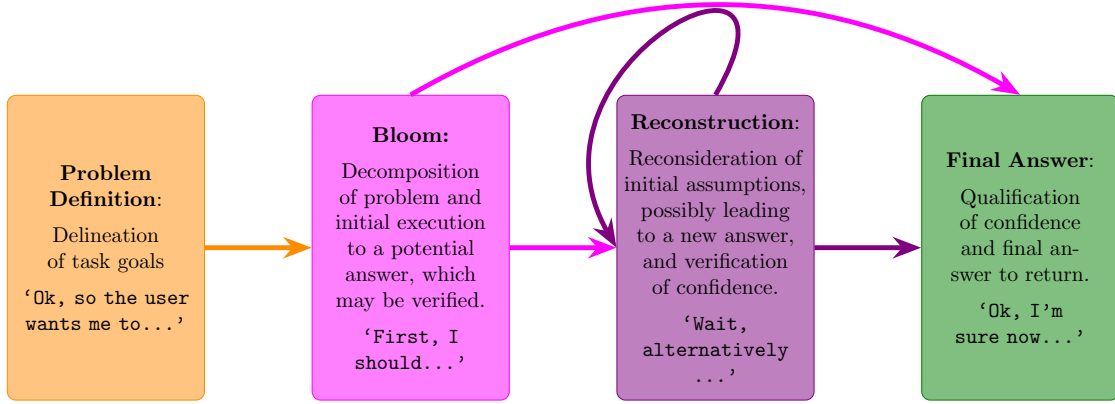 Problem
Definition:
Delineation
of task goals
‘Ok, so the user
wants me to...’
Bloom:
Decomposition
of problem and
initial execution
to a potential
answer, which
may be verified.
‘First, I
should...’
Reconstruction:
Reconsideration of
initial assumptions,
possibly leading
to a new answer,
and verification
of confidence.
‘Wait,
alternatively
...’
Final Answer:
Qualification
of confidence
and final an-
swer to return.
‘Ok, I'm
sure now...’